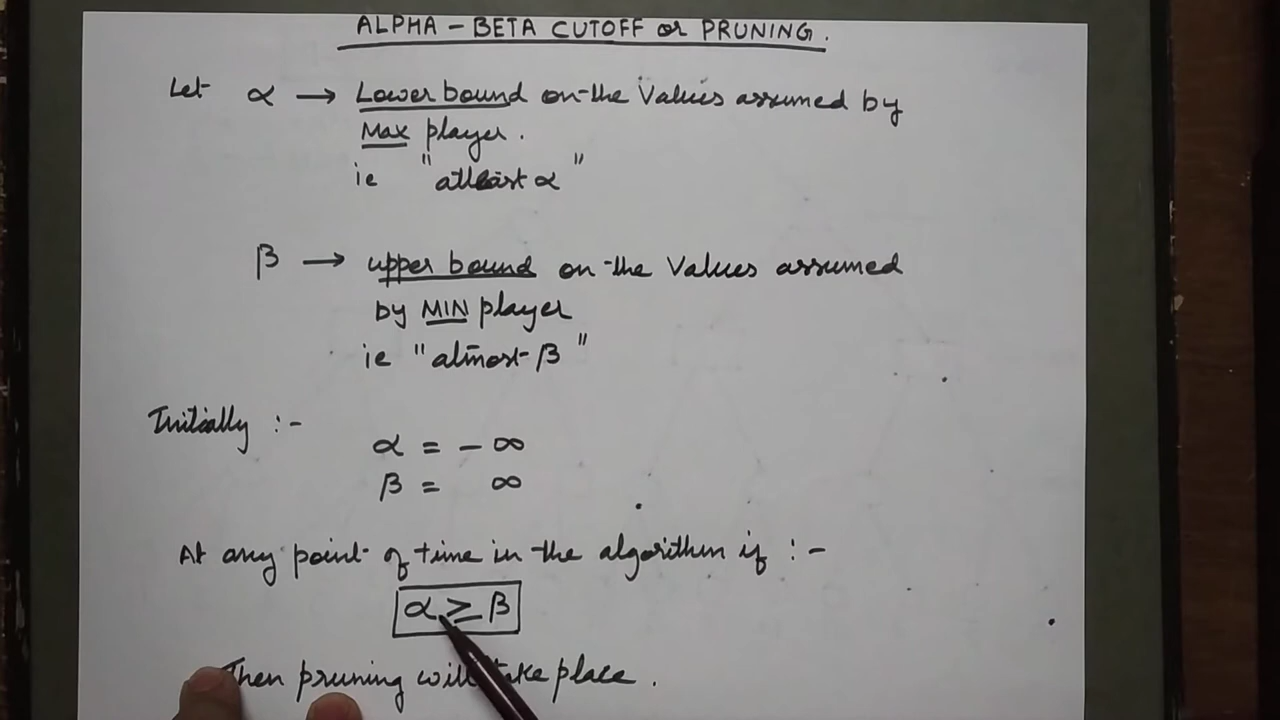 ALPHA - BETA CUTOFF or PRUNING.
Let α → Lower bound on the Values assumed by
Max player.
ie "atleast α"
β → upper bound on the Values assumed
by MIN player
ie "almost β"
Initially :-
α = - ∞
β = ∞
At any point of time in the algorithm if :-
α ≥ β
Then pruning will take place.